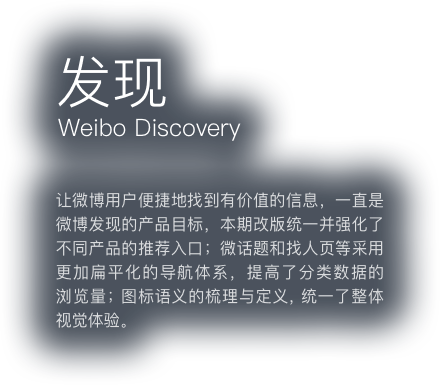 发现
Weibo Discovery
让微博用户便捷地找到有价值的信息，一直是
微博发现的产品目标，本期改版统一并强化了
不同产品的推荐入口；微话题和找人页等采用
更加扁平化的导航体系，提高了分类数据的
浏览量；图标语义的梳理与定义，统一了整体
视觉体验。